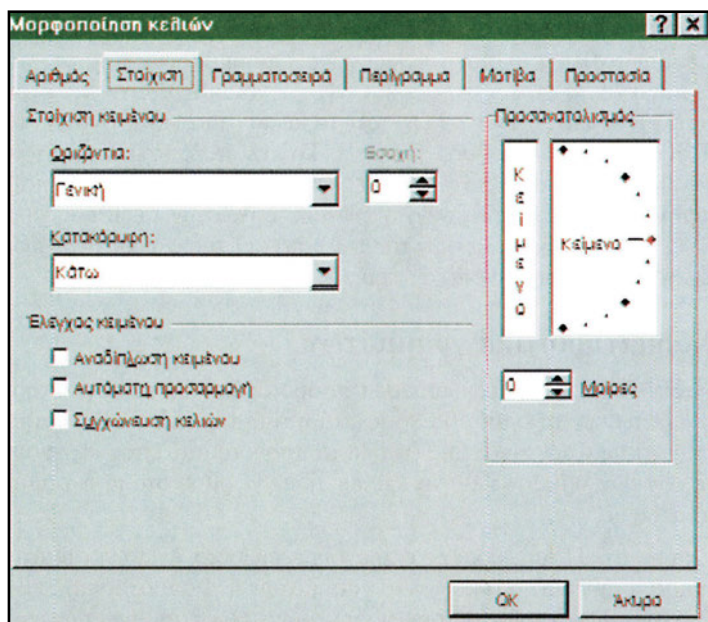 Μορφοποίηση κελιών
Αριθμός Στοίχιση Γραμματοσειρά Περίγραμμα Μοτίβα Προστασία
Στοίχιση κειμένου
Οριζόντια: Εσοχή:
Γενική 0
Κατακόρυφη:
Κάτω
Έλεγχος κειμένου
Αναδίπλωση κειμένου
Αυτόματη προσαρμογή
Συγχώνευση κελιών
Προσανατολισμός
Κείμενο
Κείμενο
0 Μοίρες
OK Άκυρο